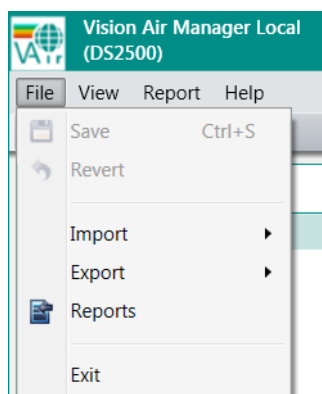 Vision Air Manager Local
(DS2500)
VAir
File View Report Help
Save Ctrl+S
Revert
Import
Export
Reports
Exit